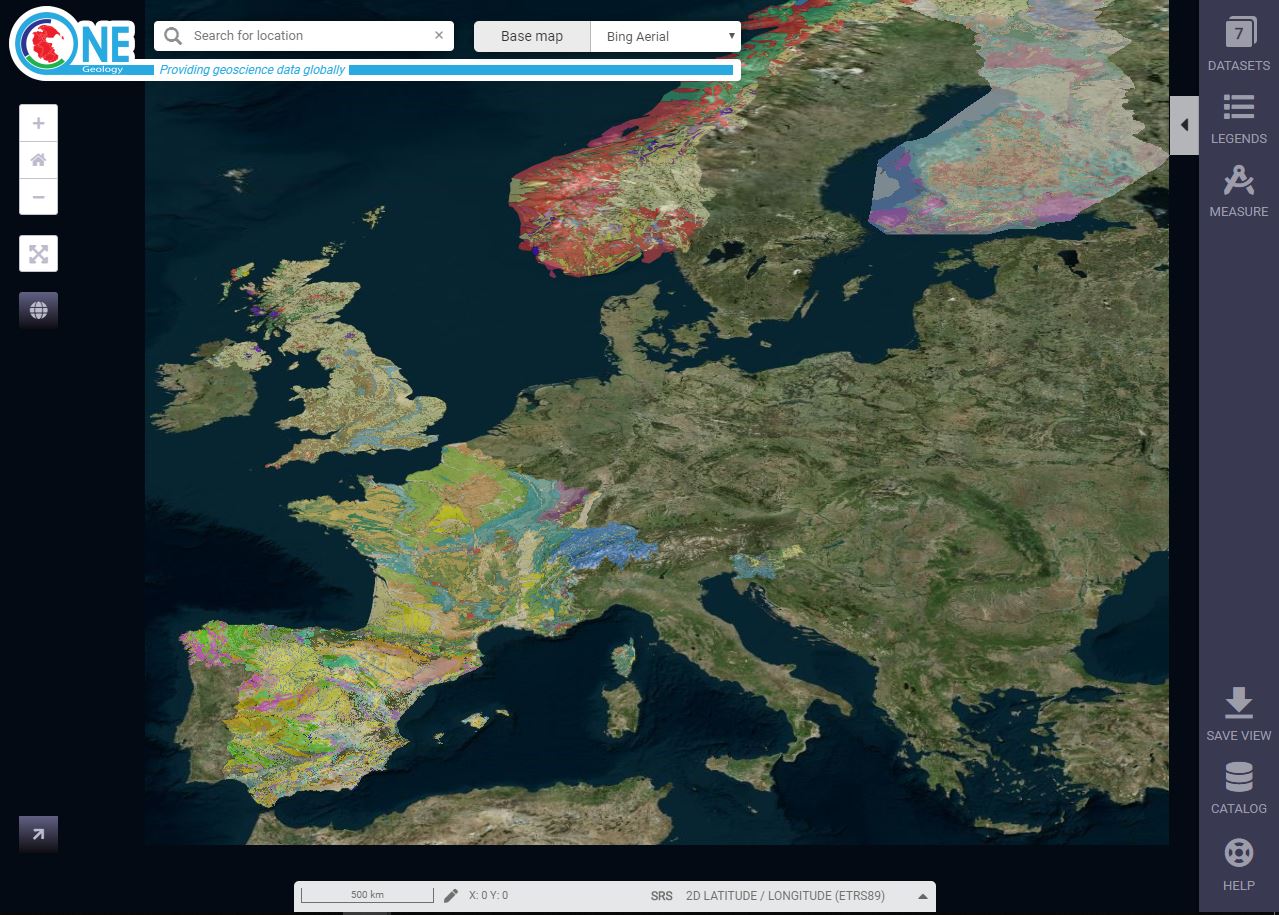 ONE
Geology
Search for location ×
Base map
Bing Aerial
Providing geoscience data globally
7
DATASETS
LEGENDS
MEASURE
SAVE VIEW
CATALOG
HELP
500 km
X: 0 Y: 0
SRS 2D LATITUDE / LONGITUDE (ETRS89)